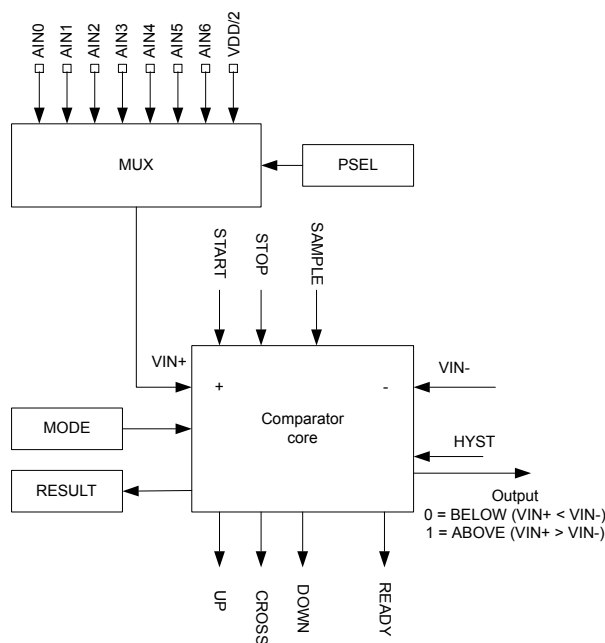 AIN0
AIN1
AIN2
AIN3
AIN4
AIN5
AIN6
VDD/2
MUX
PSEL
START
STOP
SAMPLE
VIN+
VIN-
+
-
MODE
Comparator
core
HYST
RESULT
Output
0 = BELOW (VIN+ < VIN-)
1 = ABOVE (VIN+ > VIN-)
UP
CROSS
DOWN
READY